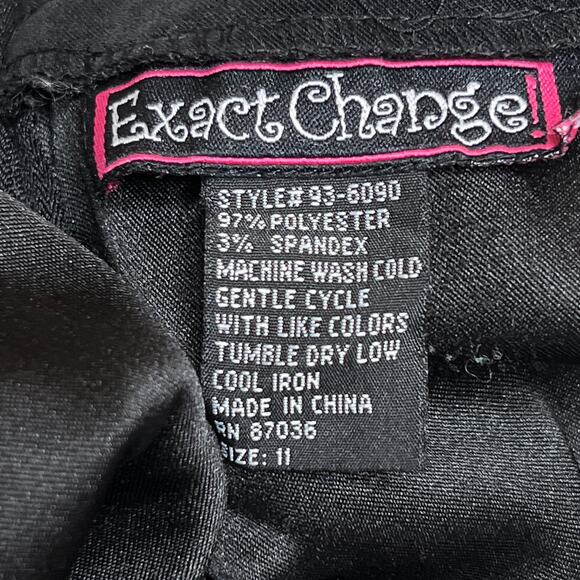 Exact Change!
STYLE# 93-6090
97% POLYESTER
3% SPANDEX
MACHINE WASH COLD
GENTLE CYCLE
WITH LIKE COLORS
TUMBLE DRY LOW
COOL IRON
MADE IN CHINA
RN 87036
SIZE: 11